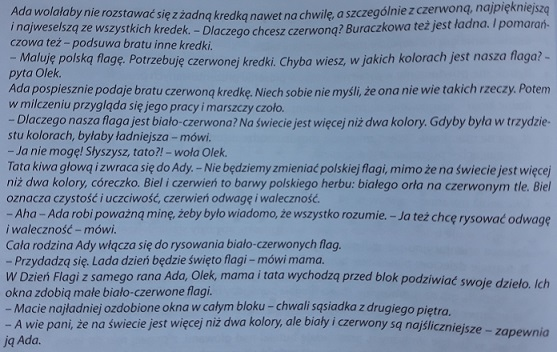 Ada wolałaby nie rozstawać się z żadną kredką nawet na chwilę, a szczególnie z czerwoną, najpiękniejszą
i najweselszą ze wszystkich kredek. – Dlaczego chcesz czerwoną? Buraczkowa też jest ładna. I pomarań-
czowa też – podsuwa bratu inne kredki.
– Maluję polską flagę. Potrzebuję czerwonej kredki. Chyba wiesz, w jakich kolorach jest nasza flaga? –
pyta Olek.
Ada pospiesznie podaje bratu czerwoną kredkę. Niech sobie nie myśli, że ona nie wie takich rzeczy. Potem
w milczeniu przygląda się jego pracy i marszczy czoło.
– Dlaczego nasza flaga jest biało-czerwona? Na świecie jest więcej niż dwa kolory. Gdyby była w trzydzie-
stu kolorach, byłaby ładniejsza – mówi.
– Ja nie mogę! Słyszysz, tato?! – woła Olek.
Tata kiwa głową i zwraca się do Ady. – Nie będziemy zmieniać polskiej flagi, mimo że na świecie jest więcej
niż dwa kolory, córeczko. Biel i czerwień to barwy polskiego herbu: białego orła na czerwonym tle. Biel
oznacza czystość i uczciwość, czerwień odwagę i waleczność.
– Aha – Ada robi poważną minę, żeby było wiadomo, że wszystko rozumie. – Ja też chcę rysować odwagę
i waleczność – mówi.
Cała rodzina Ady włącza się do rysowania biało-czerwonych flag.
– Przydadzą się. Lada dzień będzie święto flagi – mówi mama.
W Dzień Flagi z samego rana Ada, Olek, mama i tata wychodzą przed blok podziwiać swoje dzieło. Ich
okna zdobią małe biało-czerwone flagi.
– Macie najładniej ozdobione okna w całym bloku – chwali sąsiadka z drugiego piętra.
– A wie pani, że na świecie jest więcej niż dwa kolory, ale biały i czerwony są najśliczniejsze – zapewnia
ją Ada.